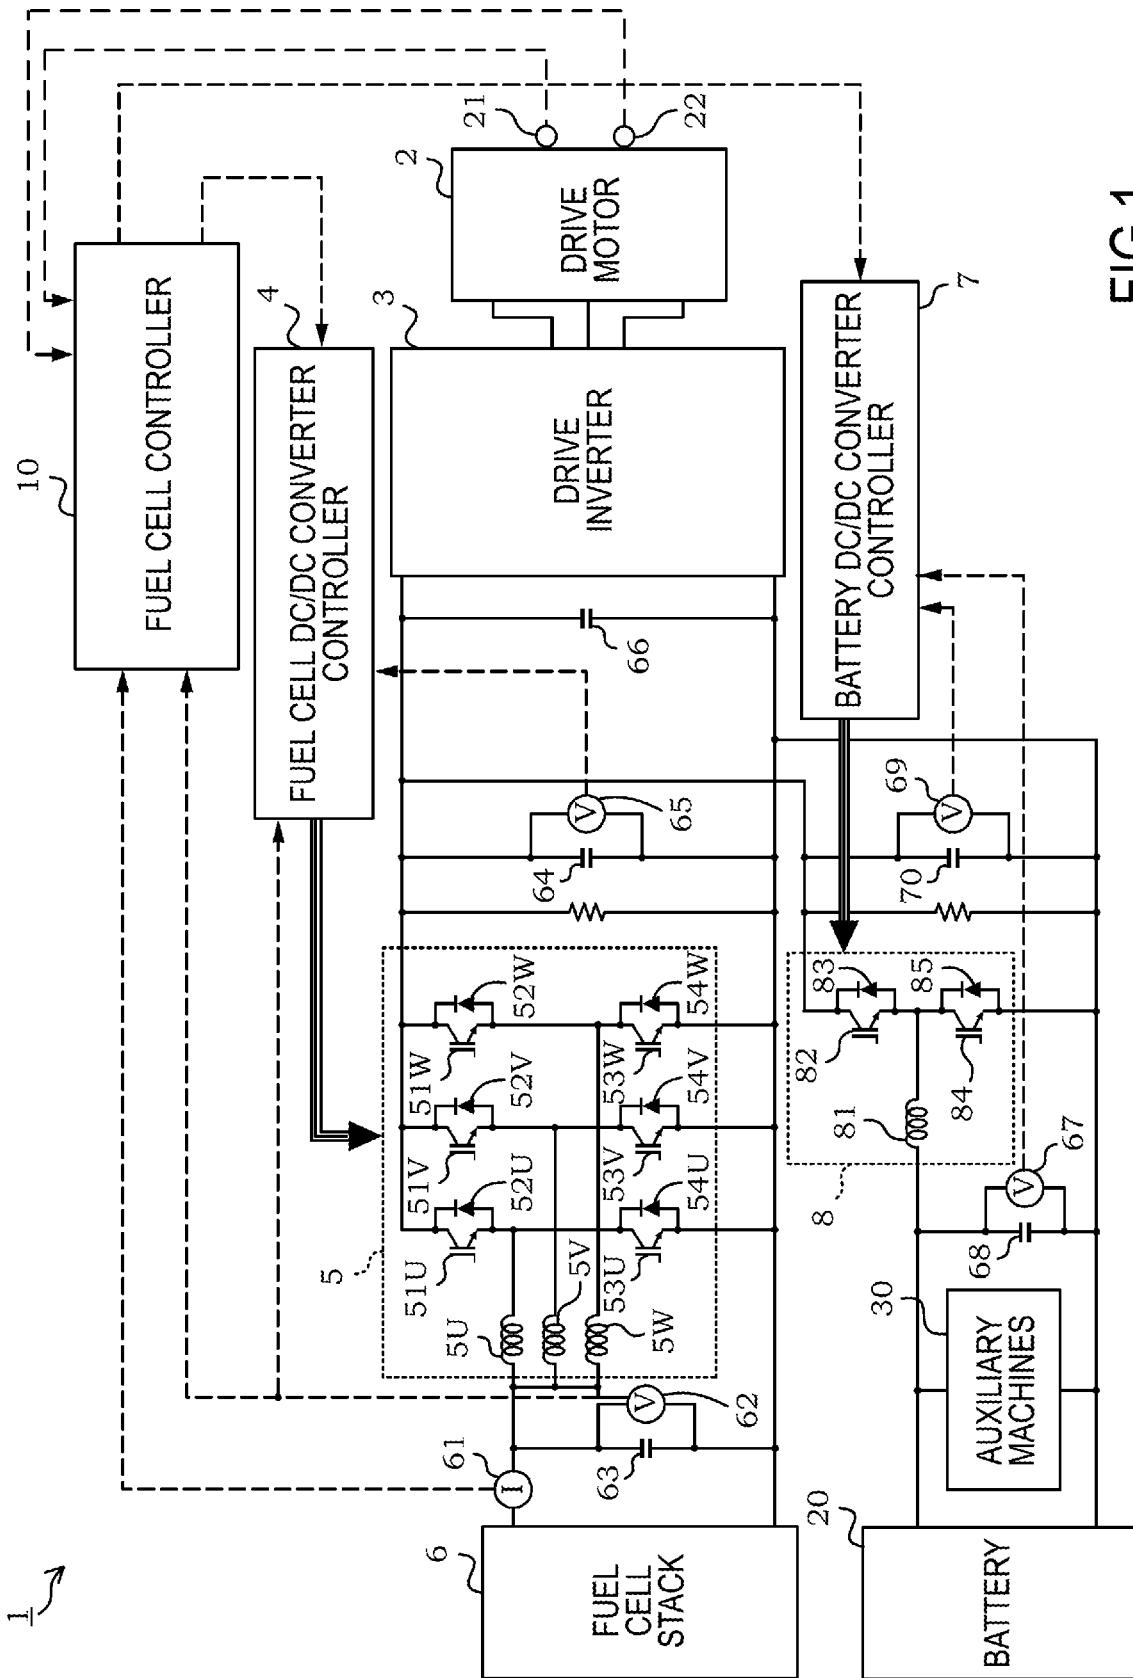 1
10
FUEL CELL CONTROLLER
4
FUEL CELL DC/DC CONVERTER
CONTROLLER
3
DRIVE
INVERTER
2
DRIVE
MOTOR
21
22
7
BATTERY DC/DC CONVERTER
CONTROLLER
6
FUEL
CELL
STACK
I
61
V
62
63
5
5U
5V
5W
51U
52U
51V
52V
51W
52W
53U
54U
53V
54V
53W
54W
64
V
65
66
20
BATTERY
30
AUXILIARY
MACHINES
68
V
67
8
81
82
83
84
85
70
V
69
FIG.1